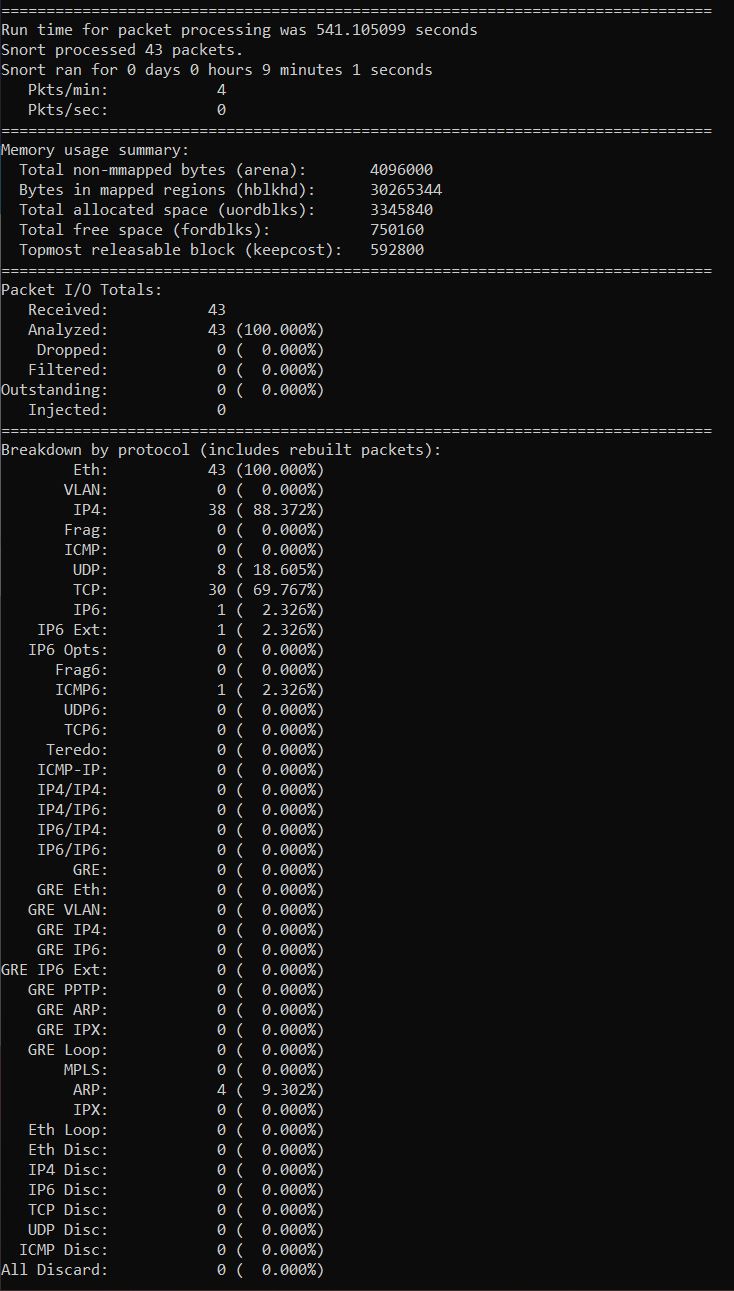 ===============================================================================
Run time for packet processing was 541.105099 seconds
Snort processed 43 packets.
Snort ran for 0 days 0 hours 9 minutes 1 seconds
   Pkts/min:            4
   Pkts/sec:            0
===============================================================================
Memory usage summary:
  Total non-mmapped bytes (arena):       4096000
  Bytes in mapped regions (hblkhd):      30265344
  Total allocated space (uordblks):      3345840
  Total free space (fordblks):           750160
  Topmost releasable block (keepcost):   592800
===============================================================================
Packet I/O Totals:
   Received:           43
   Analyzed:           43 (100.000%)
    Dropped:            0 (  0.000%)
   Filtered:            0 (  0.000%)
Outstanding:            0 (  0.000%)
   Injected:            0
===============================================================================
Breakdown by protocol (includes rebuilt packets):
        Eth:           43 (100.000%)
       VLAN:            0 (  0.000%)
        IP4:           38 ( 88.372%)
       Frag:            0 (  0.000%)
       ICMP:            0 (  0.000%)
        UDP:            8 ( 18.605%)
        TCP:           30 ( 69.767%)
        IP6:            1 (  2.326%)
    IP6 Ext:            1 (  2.326%)
   IP6 Opts:            0 (  0.000%)
      Frag6:            0 (  0.000%)
      ICMP6:            1 (  2.326%)
       UDP6:            0 (  0.000%)
       TCP6:            0 (  0.000%)
     Teredo:            0 (  0.000%)
    ICMP-IP:            0 (  0.000%)
    IP4/IP4:            0 (  0.000%)
    IP4/IP6:            0 (  0.000%)
    IP6/IP4:            0 (  0.000%)
    IP6/IP6:            0 (  0.000%)
        GRE:            0 (  0.000%)
    GRE Eth:            0 (  0.000%)
   GRE VLAN:            0 (  0.000%)
    GRE IP4:            0 (  0.000%)
    GRE IP6:            0 (  0.000%)
GRE IP6 Ext:            0 (  0.000%)
   GRE PPTP:            0 (  0.000%)
    GRE ARP:            0 (  0.000%)
    GRE IPX:            0 (  0.000%)
   GRE Loop:            0 (  0.000%)
       MPLS:            0 (  0.000%)
        ARP:            4 (  9.302%)
        IPX:            0 (  0.000%)
   Eth Loop:            0 (  0.000%)
   Eth Disc:            0 (  0.000%)
   IP4 Disc:            0 (  0.000%)
   IP6 Disc:            0 (  0.000%)
   TCP Disc:            0 (  0.000%)
   UDP Disc:            0 (  0.000%)
  ICMP Disc:            0 (  0.000%)
All Discard:            0 (  0.000%)